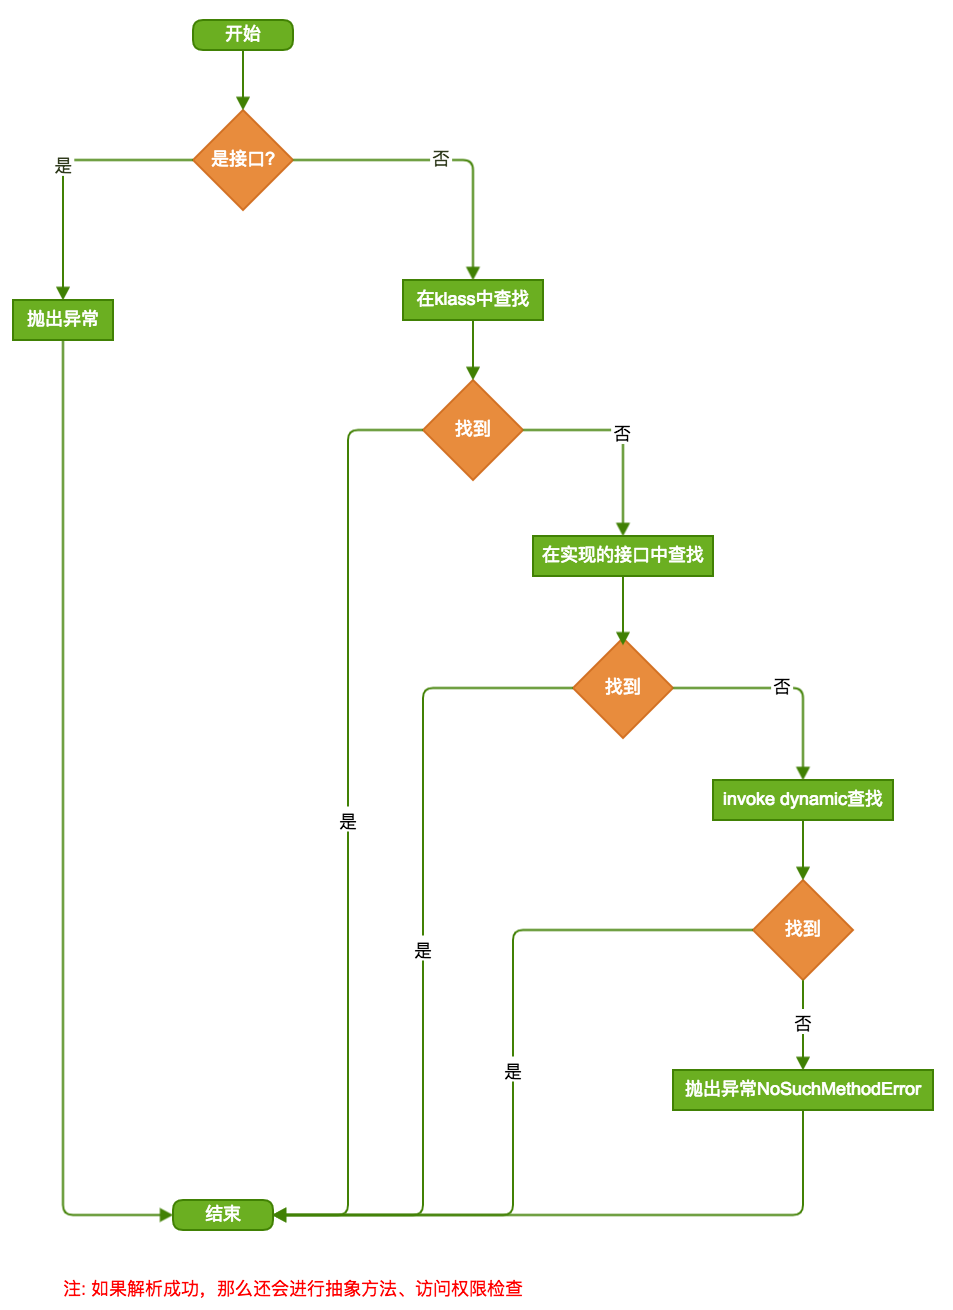 开始
是接口?
是
否
在klass中查找
抛出异常
找到
否
在实现的接口中查找
找到
否
invoke dynamic查找
是
找到
是
否
是
抛出异常NoSuchMethodError
结束
注: 如果解析成功，那么还会进行抽象方法、访问权限检查